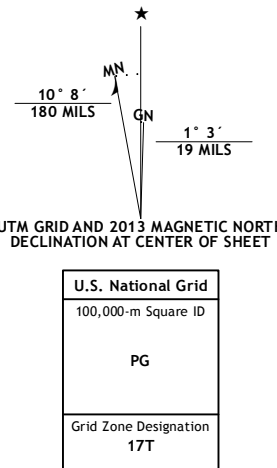 ★
MN
GN
10° 8´
180 MILS
1° 3´
19 MILS
UTM GRID AND 2013 MAGNETIC NORTH
DECLINATION AT CENTER OF SHEET
U.S. National Grid
100,000-m Square ID
PG
Grid Zone Designation
17T